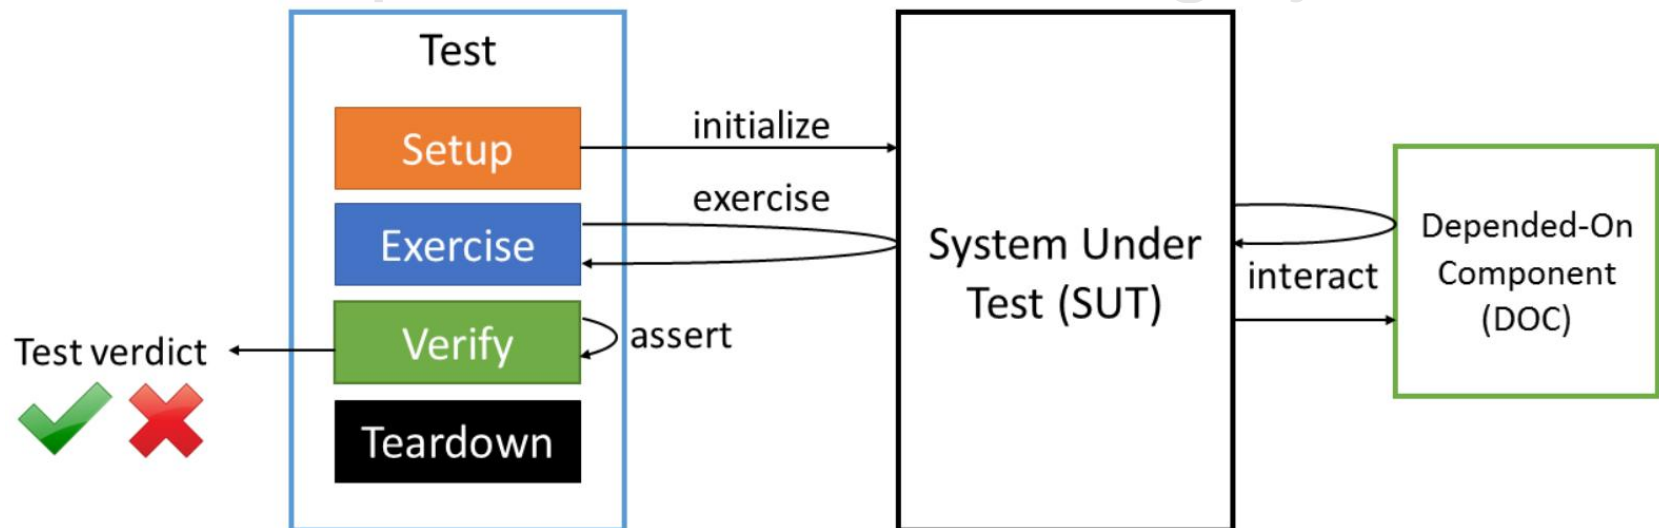 Test
Setup
initialize
exercise
Exercise
System Under
Test (SUT)
Depended-On
Component
(DOC)
interact
Verify
assert
Test verdict
Teardown